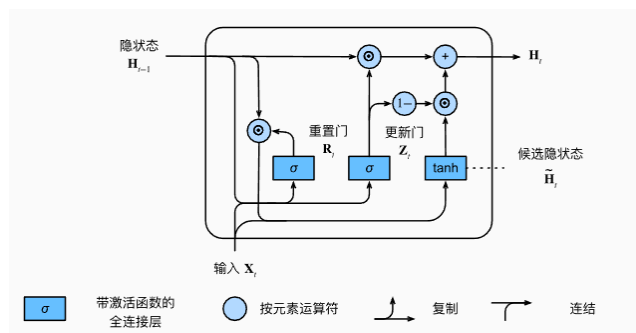 隐状态
H_{t−1}
H_t
+
1−
重置门
R_t
更新门
Z_t
σ
σ
tanh
候选隐状态
H̃_t
输入 X_t
σ
带激活函数的
全连接层
按元素运算符
复制
连结